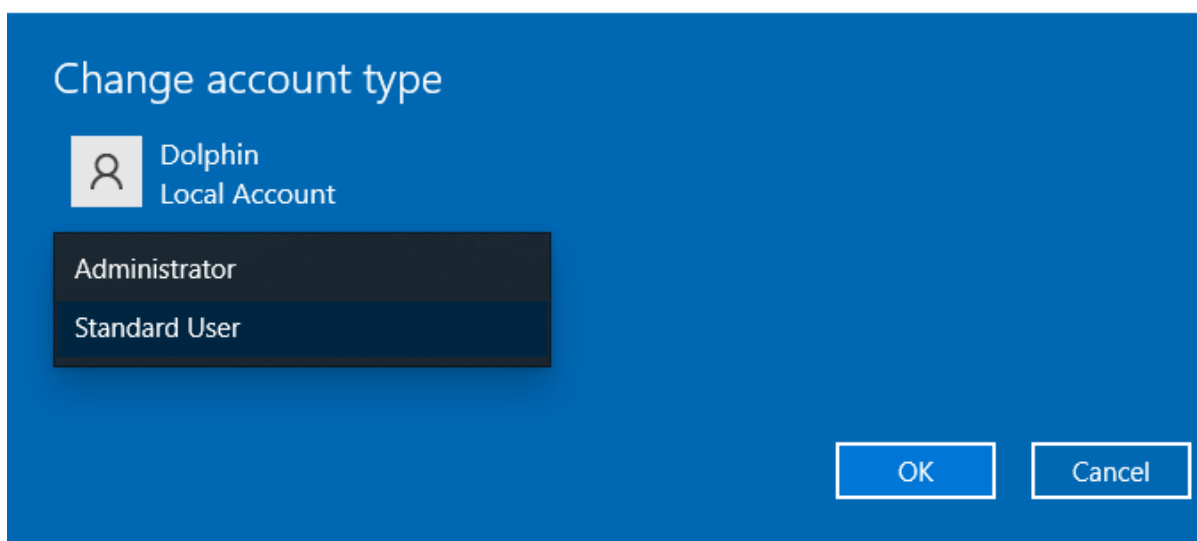 Change account type
Dolphin
Local Account
Administrator
Standard User
OK
Cancel